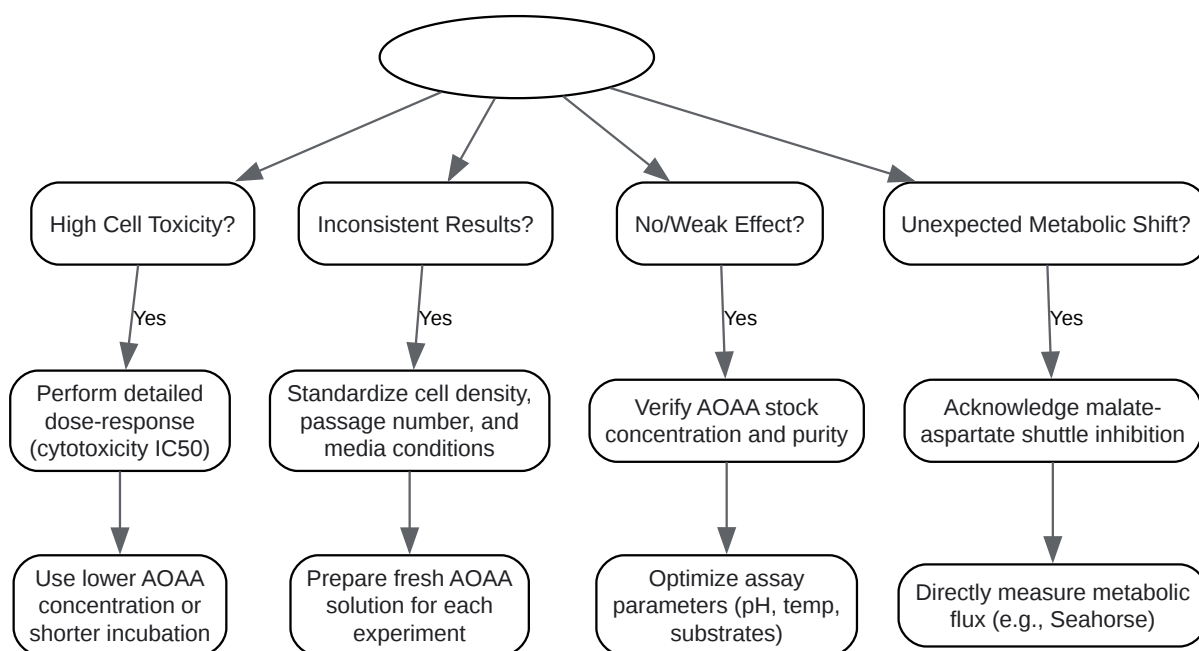 High Cell Toxicity?
Inconsistent Results?
No/Weak Effect?
Unexpected Metabolic Shift?
Yes
Yes
Yes
Yes
Perform detailed
dose-response
(cytotoxicity IC50)
Standardize cell density,
passage number, and
media conditions
Verify AOAA stock
concentration and purity
Acknowledge malate-
aspartate shuttle inhibition
Use lower AOAA
concentration or
shorter incubation
Prepare fresh AOAA
solution for each
experiment
Optimize assay
parameters (pH, temp,
substrates)
Directly measure metabolic
flux (e.g., Seahorse)